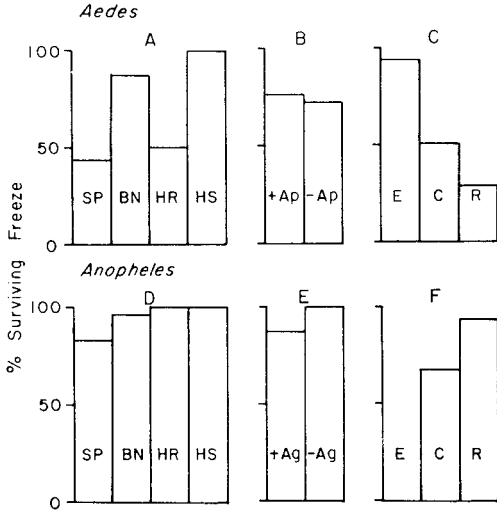 Aedes
A B C
100
50
0
SP BN HR HS
+Ap -Ap
E C R
% Surviving Freeze
Anopheles
D E F
100
50
0
SP BN HR HS
+Ag -Ag
E C R